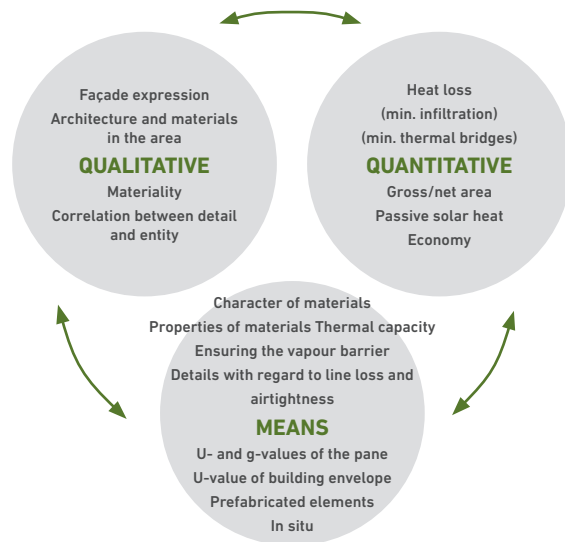 Façade expression
Architecture and materials
in the area
QUALITATIVE
Materiality
Correlation between detail
and entity
Heat loss
(min. infiltration)
(min. thermal bridges)
QUANTITATIVE
Gross/net area
Passive solar heat
Economy
Character of materials
Properties of materials Thermal capacity
Ensuring the vapour barrier
Details with regard to line loss and
airtightness
MEANS
U- and g-values of the pane
U-value of building envelope
Prefabricated elements
In situ